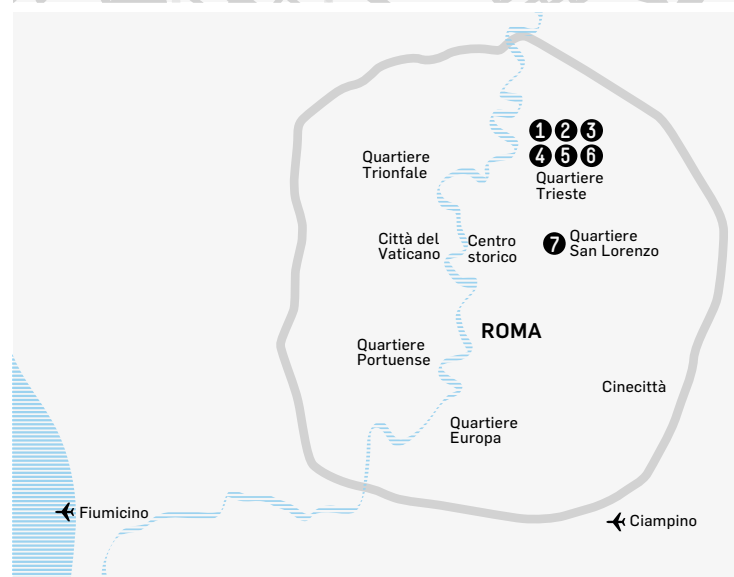 1 2 3
4 5 6
Quartiere
Trieste
Quartiere
Trionfale
Città del
Vaticano
Centro
storico
7
Quartiere
San Lorenzo
ROMA
Quartiere
Portuense
Cinecittà
Quartiere
Europa
Fiumicino
Ciampino